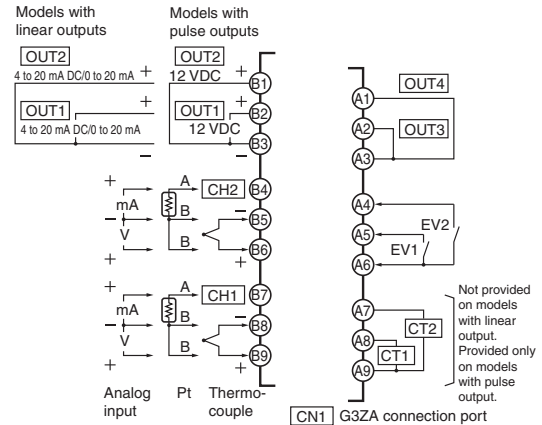 Models with
linear outputs
Models with
pulse outputs
OUT2
4 to 20 mA DC/0 to 20 mA
+
OUT2
12 VDC
+
B1
OUT1
4 to 20 mA DC/0 to 20 mA
+
OUT1
12 VDC
+
B2
B3
−
−
+
mA
−
V
+
A
B
B
CH2
−
+
B4
B5
B6
+
mA
−
V
+
A
B
B
CH1
−
+
B7
B8
B9
Analog
input
Pt
Thermo-
couple
A1
OUT4
A2
OUT3
A3
A4
A5
EV1
EV2
A6
A7
CT2
A8
CT1
A9
Not provided
on models
with linear
output.
Provided only
on models
with pulse
output.
CN1 G3ZA connection port